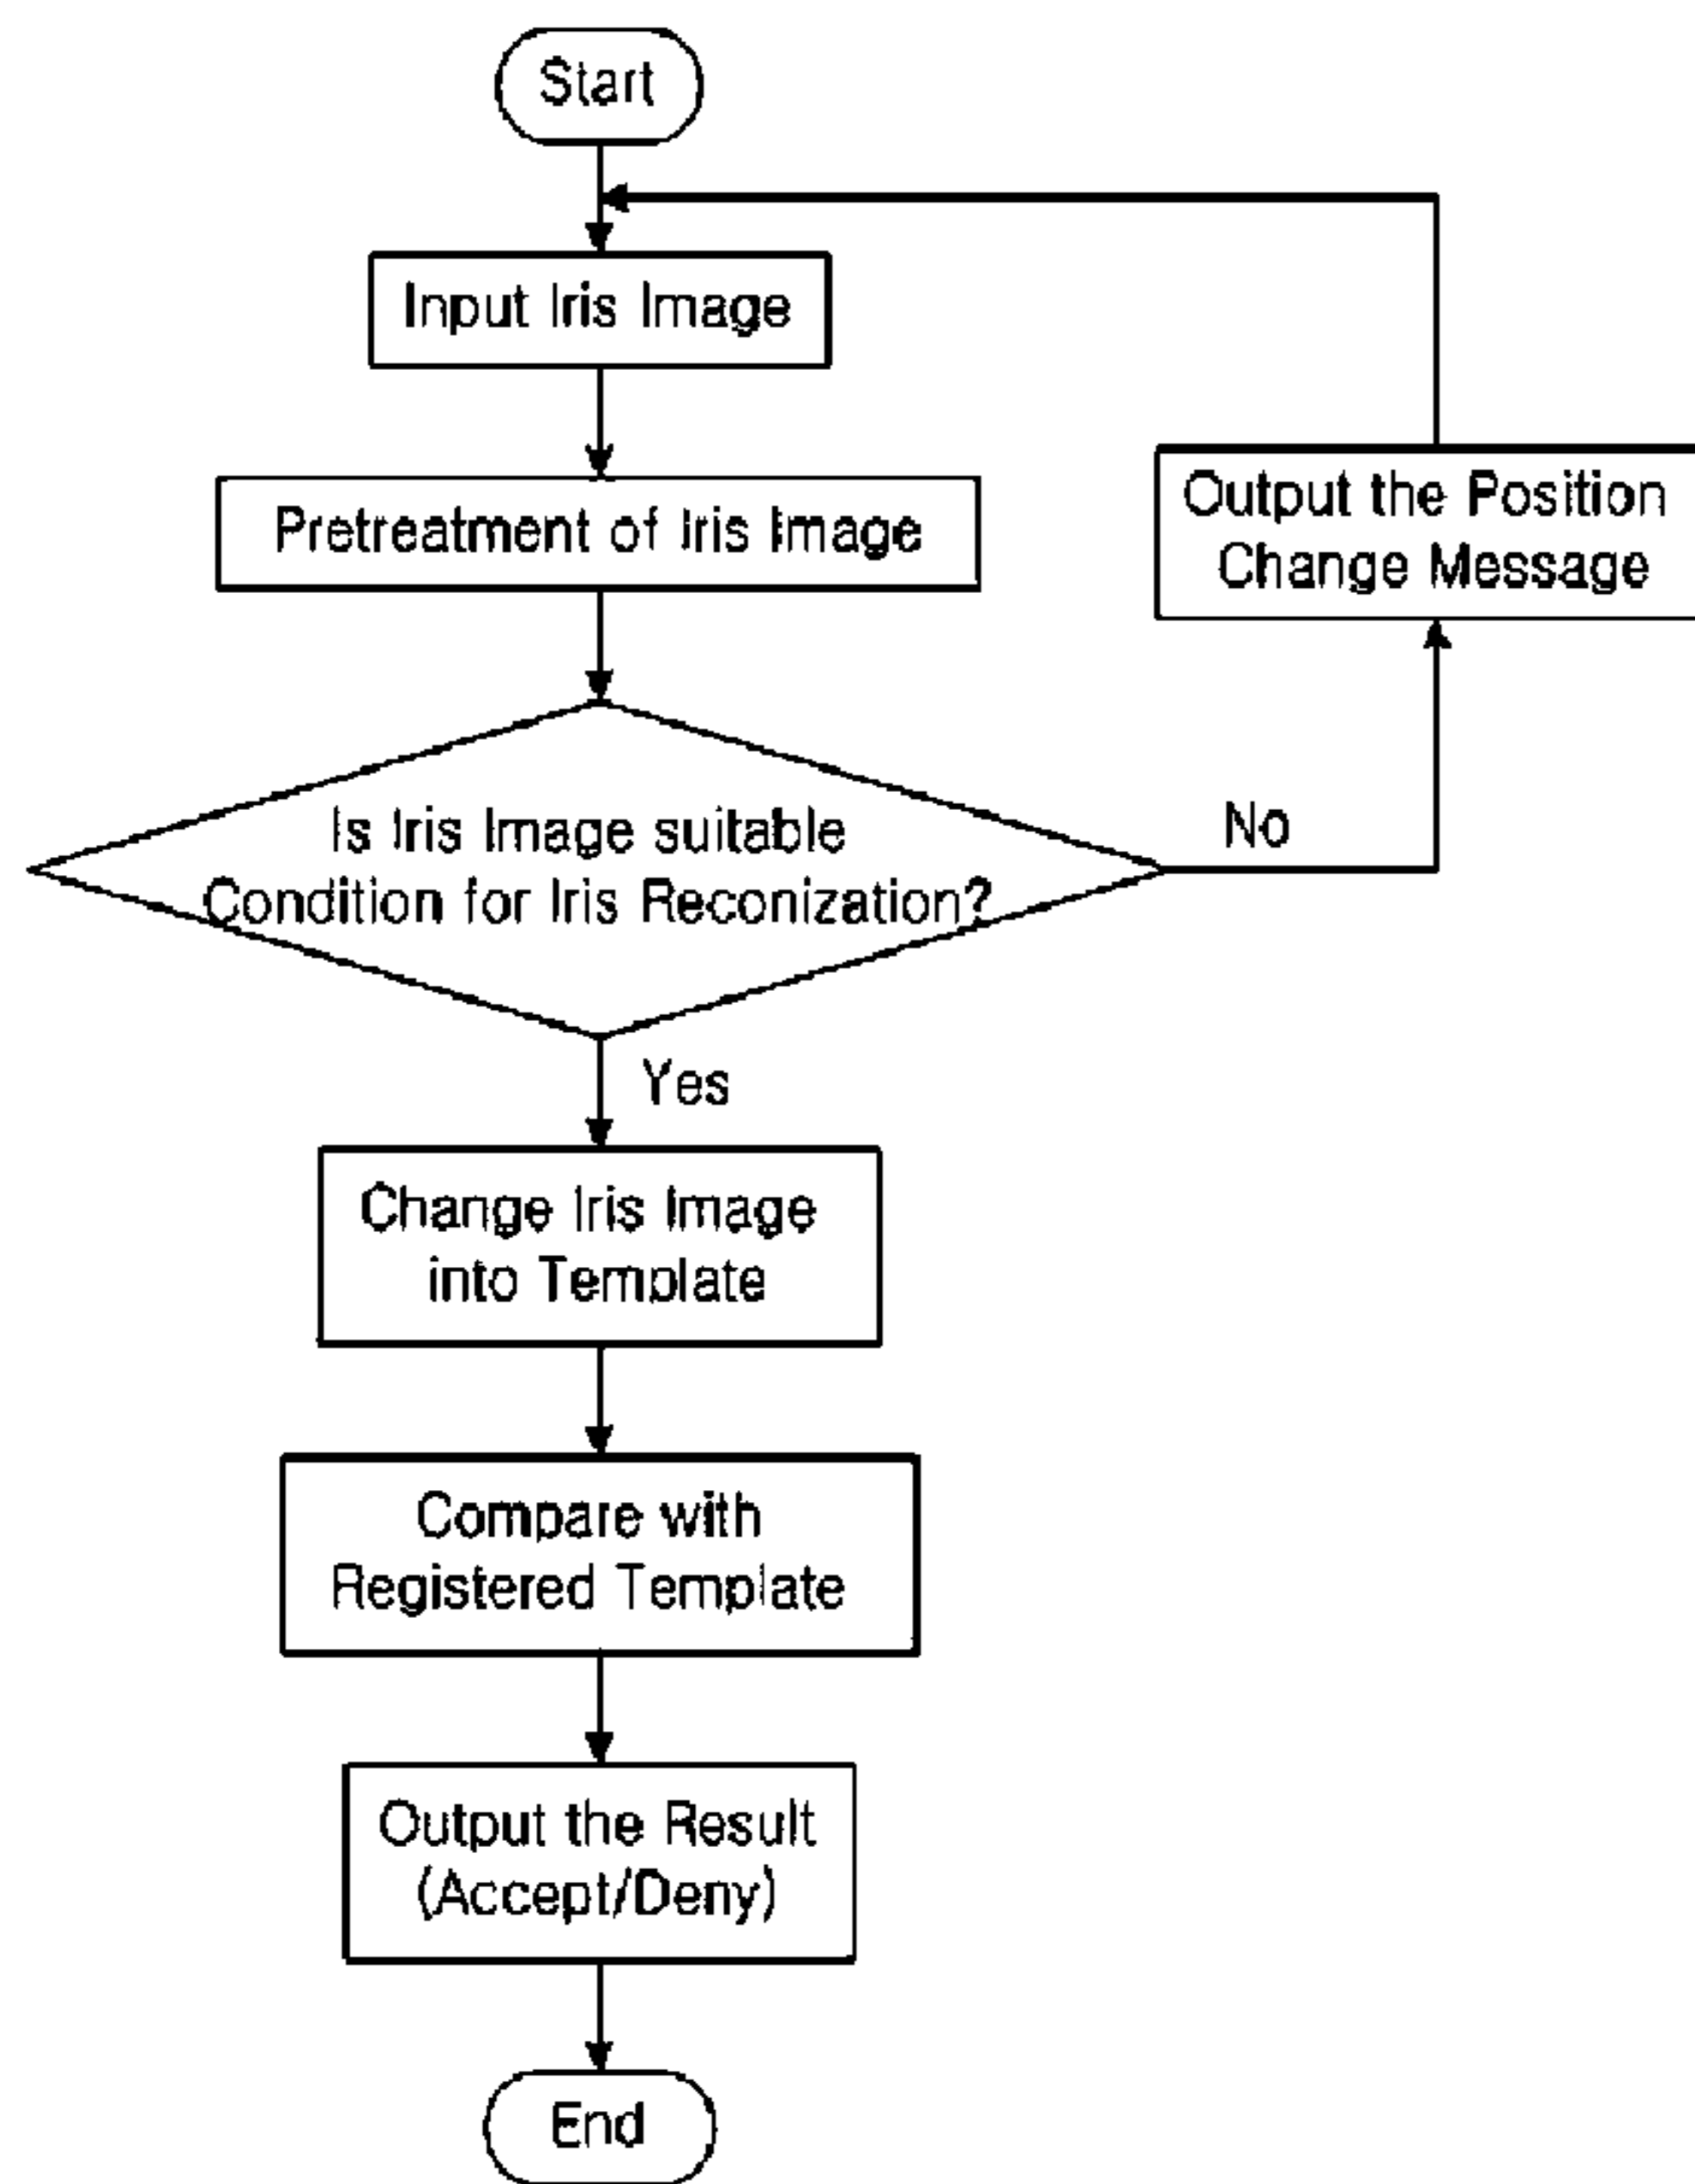 Start
Input Iris Image
Pretreatment of Iris Image
Output the Position
Change Message
Is Iris Image suitable
Condition for Iris Reconization?
No
Yes
Change Iris Image
into Template
Compare with
Registered Template
Output the Result
(Accept/Deny)
End